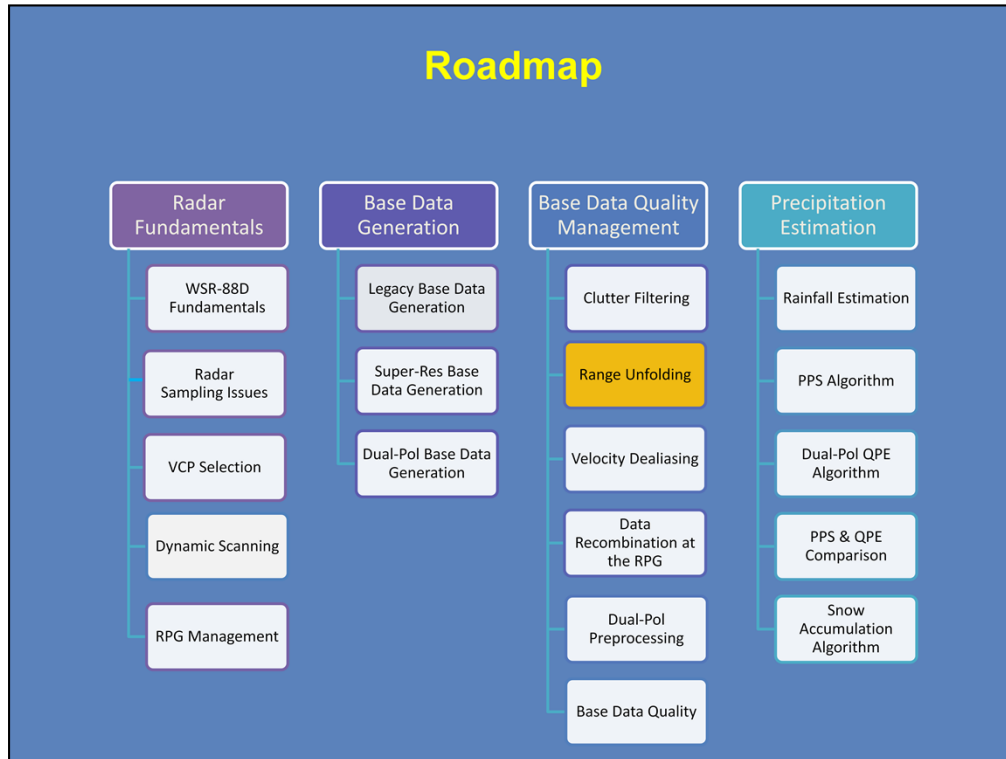 Roadmap
Radar
Fundamentals
WSR-88D
Fundamentals
Radar
Sampling Issues
VCP Selection
Dynamic Scanning
RPG Management
Base Data
Generation
Legacy Base Data
Generation
Super-Res Base
Data Generation
Dual-Pol Base Data
Generation
Base Data Quality
Management
Clutter Filtering
Range Unfolding
Velocity Dealiasing
Data
Recombination at
the RPG
Dual-Pol
Preprocessing
Base Data Quality
Precipitation
Estimation
Rainfall Estimation
PPS Algorithm
Dual-Pol QPE
Algorithm
PPS & QPE
Comparison
Snow
Accumulation
Algorithm